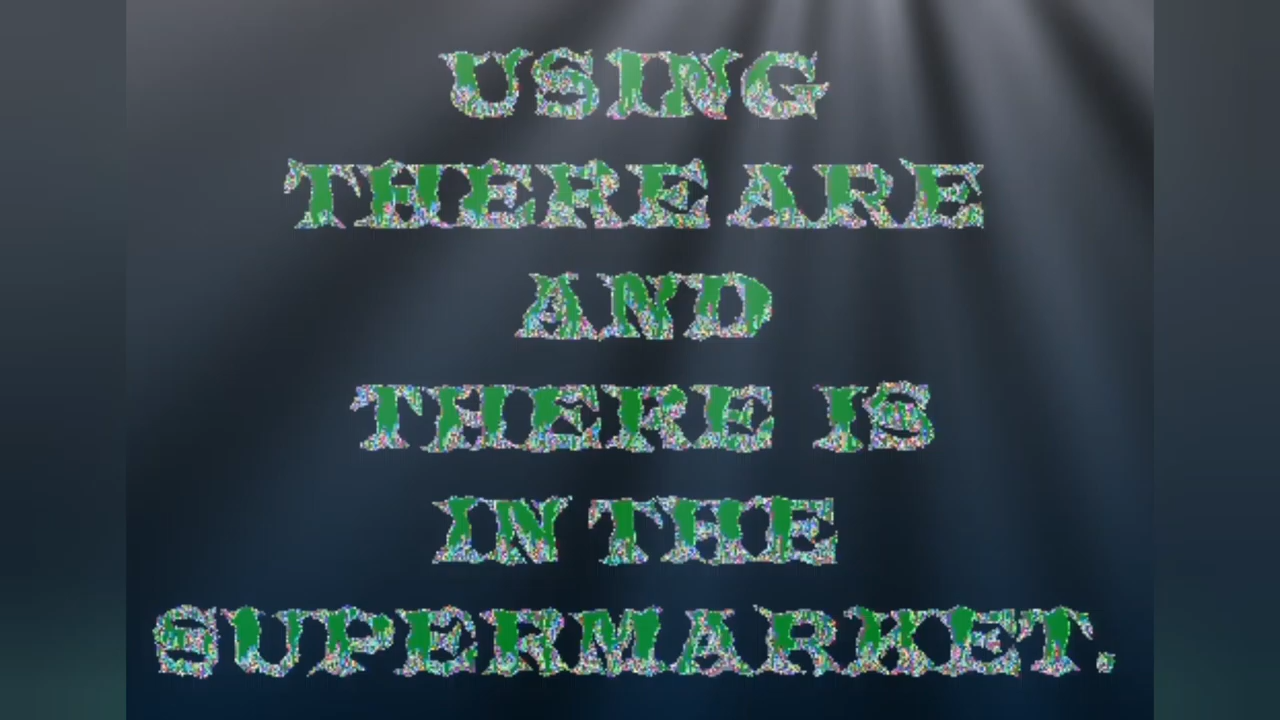 USING
THERE ARE
AND
THERE IS
IN THE
SUPERMARKET.